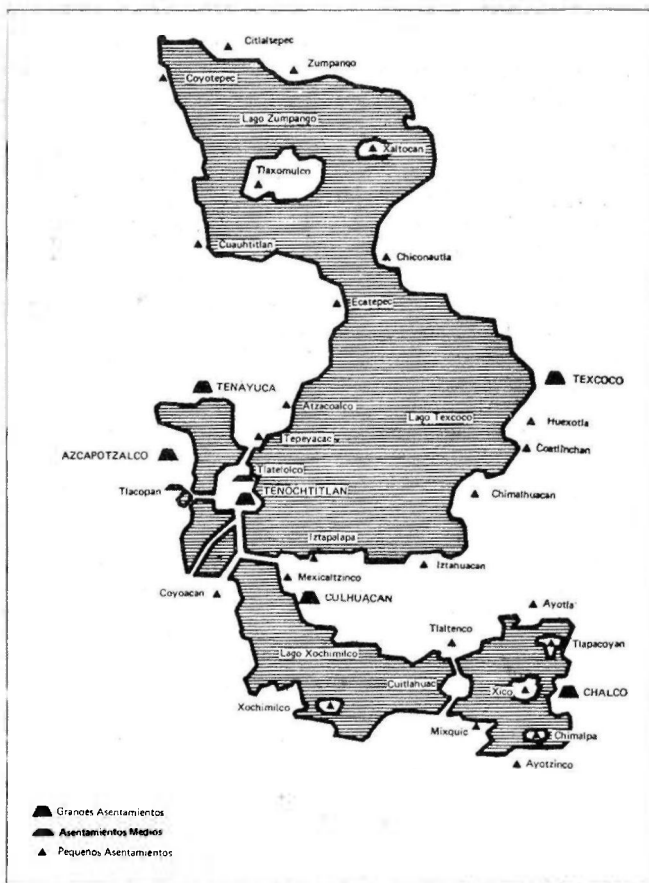 Citlaltepec
Zumpango
Coyotepec
Lago Zumpango
Xaltocan
Tlaxomulco
Cuauhtitlan
Chiconautla
Ecatepec
TENAYUCA
TEXCOCO
Atzacoalco
Lago Texcoco
Huexotla
Tepeyacac
Coatlinchan
AZCAPOTZALCO
Tlatelolco
Tlacopan
TENOCHTITLAN
Chimalhuacan
Iztapalapa
Iztahuacan
Mexicaltzinco
Coyoacan
CULHUACAN
Ayotla
Tlaltenco
Tlapacoyan
Lago Xochimilco
Cuitlahuac
Xico
CHALCO
Xochimilco
Mixquic
Chimalpa
Ayotzinco
Grandes Asentamientos
Asentamientos Medios
Pequenos Asentamientos